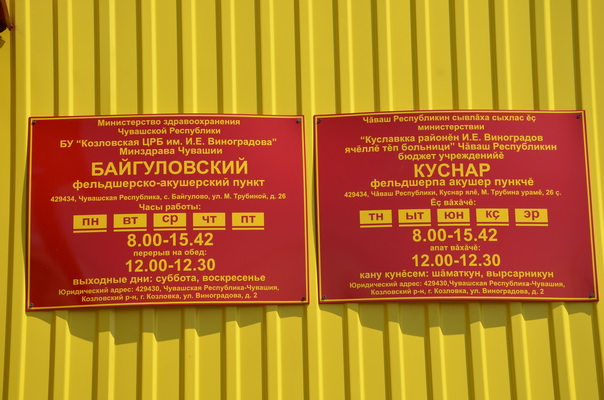 Министерство здравоохранения
Чувашской Республики
БУ "Козловская ЦРБ им. И.Е. Виноградова"
Минздрава Чувашии
БАЙГУЛОВСКИЙ
фельдшерско-акушерский пункт
429434, Чувашская Республика, с. Байгулово, ул. М. Трубиной, д. 26
Часы работы:
пн вт ср чт пт
8.00-15.42
перерыв на обед:
12.00-12.30
выходные дни: суббота, воскресенье
Юридический адрес: 429430, Чувашская Республика-Чувашия,
Козловский р-н, г. Козловка, ул. Виноградова, д. 2
Чăваш Республикин сывлăха сыхлас ĕç
министерствии
"Куславкка районĕн И.Е. Виноградов
ячĕллĕ тĕп больници" Чăваш Республикин
бюджет учрежденийĕ
КУСНАР
фельдшерпа акушер пункчĕ
429434, Чăваш Республики, Куснар ялĕ, М. Трубина урамĕ, 26 ç.
Ĕç вăхăчĕ:
тн ыт юн кç эр
8.00-15.42
апат вăхăчĕ:
12.00-12.30
кану кунĕсем: шăматкун, вырсарникун
Юридический адрес: 429430, Чувашская Республика-Чувашия,
Козловский р-н, г. Козловка, ул. Виноградова, д. 2